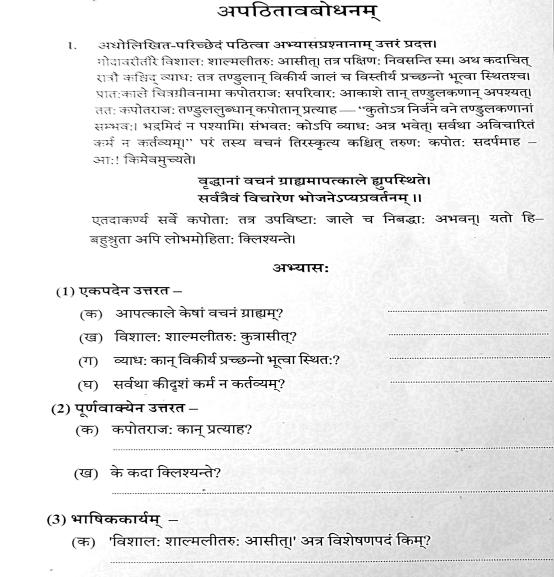 अपठितावबोधनम्
1. अधोलिखित-परिच्छेदं पठित्वा अभ्यासप्रश्नानाम् उत्तरं प्रदत्त।
गोदावरीतीरे विशालः शाल्मलीतरुः आसीत्। तत्र पक्षिणः निवसन्ति स्म। अथ कदाचित्
रात्रौ कश्चिद् व्याधः तत्र तण्डुलान् विकीर्य जालं च विस्तीर्य प्रच्छन्नो भूत्वा स्थितश्च।
प्रातःकाले चित्रग्रीवनामा कपोतराजः सपरिवारः आकाशे तान् तण्डुलकणान् अपश्यत्।
ततः कपोतराजः तण्डुललुब्धान् कपोतान् प्रत्याह — “कुतोऽत्र निर्जने वने तण्डुलकणानां
सम्भवः। भद्रमिदं न पश्यामि। संभवतः कोऽपि व्याधः अत्र भवेत्। सर्वथा अविचारितं
कर्म न कर्तव्यम्।” परं तस्य वचनं तिरस्कृत्य कश्चित् तरुणः कपोतः सदर्पमाह –
आः! किमेवमुच्यते।
वृद्धानां वचनं ग्राह्यमापत्काले ह्युपस्थिते।
सर्वत्रैवं विचारेण भोजनेऽप्यप्रवर्तनम्॥
एतदाकर्ण्य सर्वे कपोताः तत्र उपविष्टाः जाले च निबद्धाः अभवन्। यतो हि–
बहुश्रुता अपि लोभमोहिताः क्लिश्यन्ते।
अभ्यासः
(1) एकपदेन उत्तरत –
(क) आपत्काले केषां वचनं ग्राह्यम्?
(ख) विशालः शाल्मलीतरुः कुत्रासीत्?
(ग) व्याधः कान् विकीर्य प्रच्छन्नो भूत्वा स्थितः?
(घ) सर्वथा कीदृशं कर्म न कर्तव्यम्?
(2) पूर्णवाक्येन उत्तरत –
(क) कपोतराजः कान् प्रत्याह?
(ख) के कदा क्लिश्यन्ते?
(3) भाषिककार्यम् –
(क) 'विशालः शाल्मलीतरुः आसीत्।' अत्र विशेषणपदं किम्?